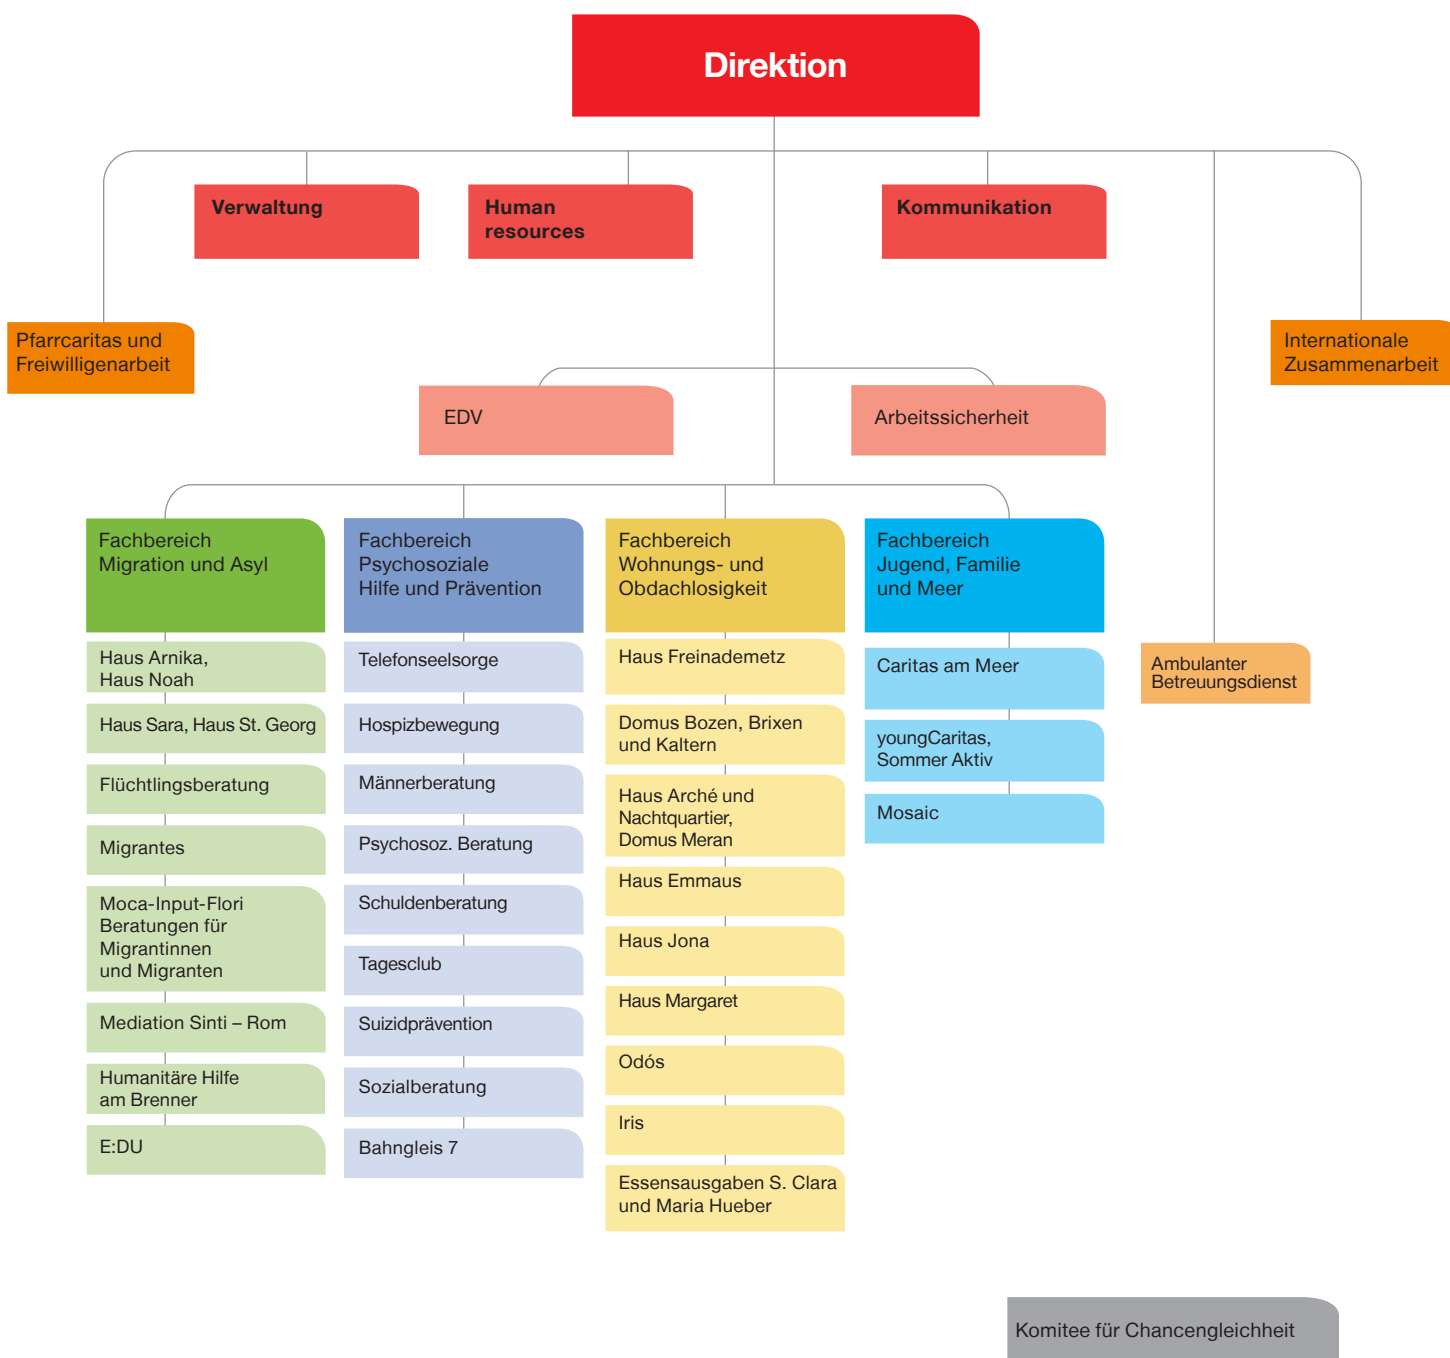 Direktion
Verwaltung
Human
resources
Kommunikation
Pfarrcaritas und
Freiwilligenarbeit
Internationale
Zusammenarbeit
EDV
Arbeitssicherheit
Fachbereich
Migration und Asyl
Haus Arnika,
Haus Noah
Haus Sara, Haus St. Georg
Flüchtlingsberatung
Migrantes
Moca-Input-Flori
Beratungen für
Migrantinnen
und Migranten
Mediation Sinti – Rom
Humanitäre Hilfe
am Brenner
E:DU
Fachbereich
Psychosoziale
Hilfe und Prävention
Telefonseelsorge
Hospizbewegung
Männerberatung
Psychosoz. Beratung
Schuldenberatung
Tagesclub
Suizidprävention
Sozialberatung
Bahngleis 7
Fachbereich
Wohnungs- und
Obdachlosigkeit
Haus Freinademetz
Domus Bozen, Brixen
und Kaltern
Haus Arché und
Nachtquartier,
Domus Meran
Haus Emmaus
Haus Jona
Haus Margaret
Odós
Iris
Essensausgaben S. Clara
und Maria Hueber
Fachbereich
Jugend, Familie
und Meer
Caritas am Meer
youngCaritas,
Sommer Aktiv
Mosaic
Ambulanter
Betreuungsdienst
Komitee für Chancengleichheit